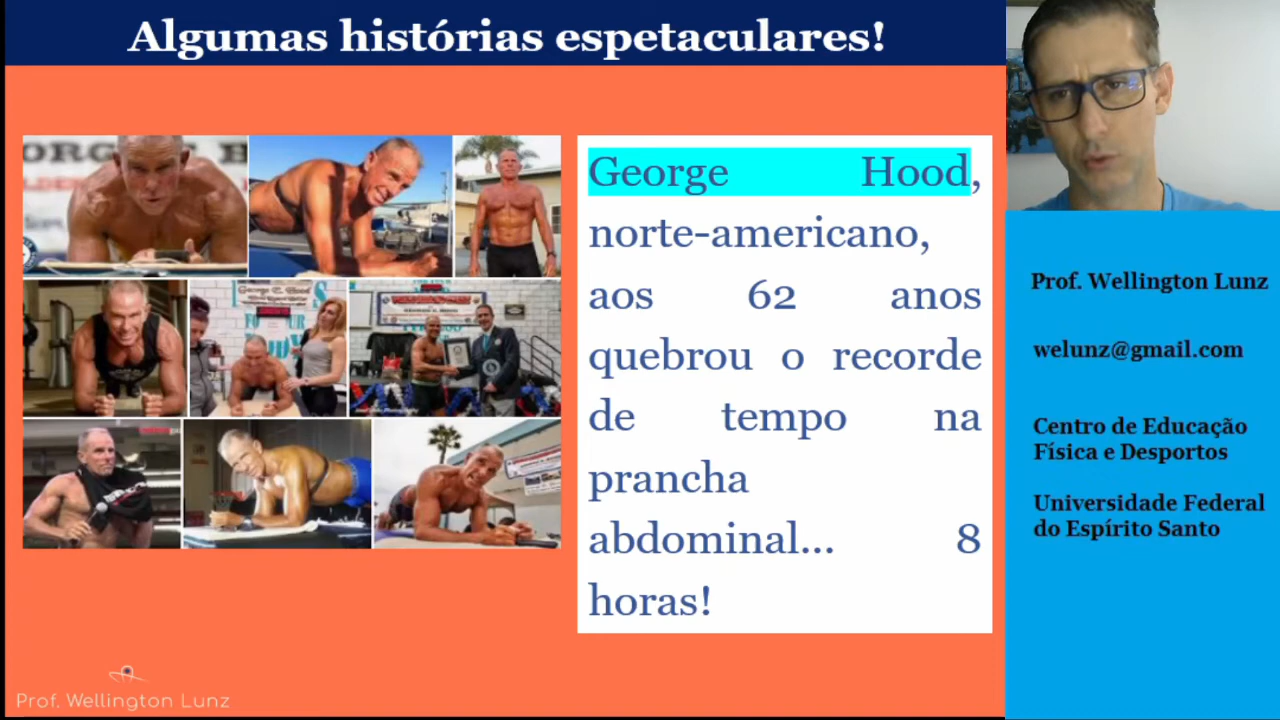 Algumas histórias espetaculares!
George Hood,
norte-americano,
aos 62 anos
quebrou o recorde
de tempo na
prancha
abdominal... 8
horas!
Prof. Wellington Lunz
welunz@gmail.com
Centro de Educação
Física e Desportos
Universidade Federal
do Espírito Santo
Prof. Wellington Lunz